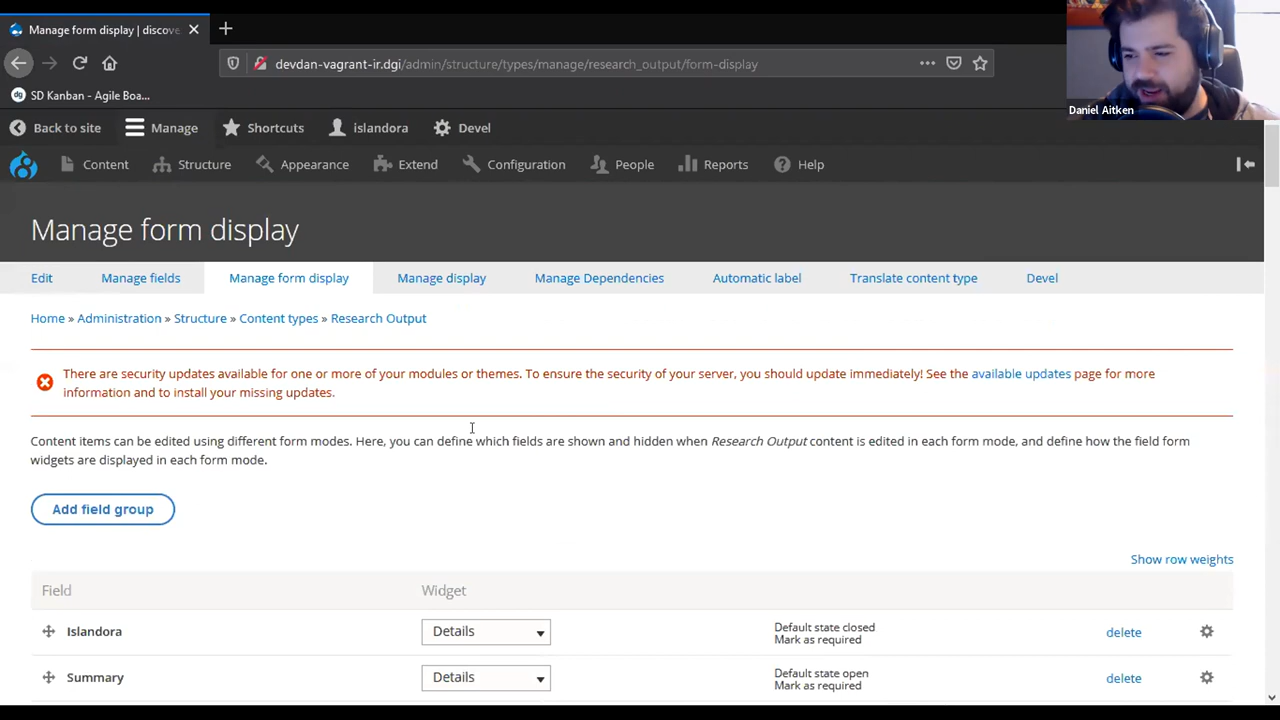 Manage form display | discove
devdan-vagrant-ir.dgi/admin/structure/types/manage/research_output/form-display
SD Kanban - Agile Boa...
Daniel Aitken
Back to site Manage Shortcuts islandora Devel
Content Structure Appearance Extend Configuration People Reports Help
Manage form display
Edit Manage fields Manage form display Manage display Manage Dependencies Automatic label Translate content type Devel
Home » Administration » Structure » Content types » Research Output
There are security updates available for one or more of your modules or themes. To ensure the security of your server, you should update immediately! See the available updates page for more
information and to install your missing updates.
Content items can be edited using different form modes. Here, you can define which fields are shown and hidden when Research Output content is edited in each form mode, and define how the field form
widgets are displayed in each form mode.
Add field group
Show row weights
Field Widget
Islandora Details Default state closed delete
Mark as required
Summary Details Default state open delete
Mark as required